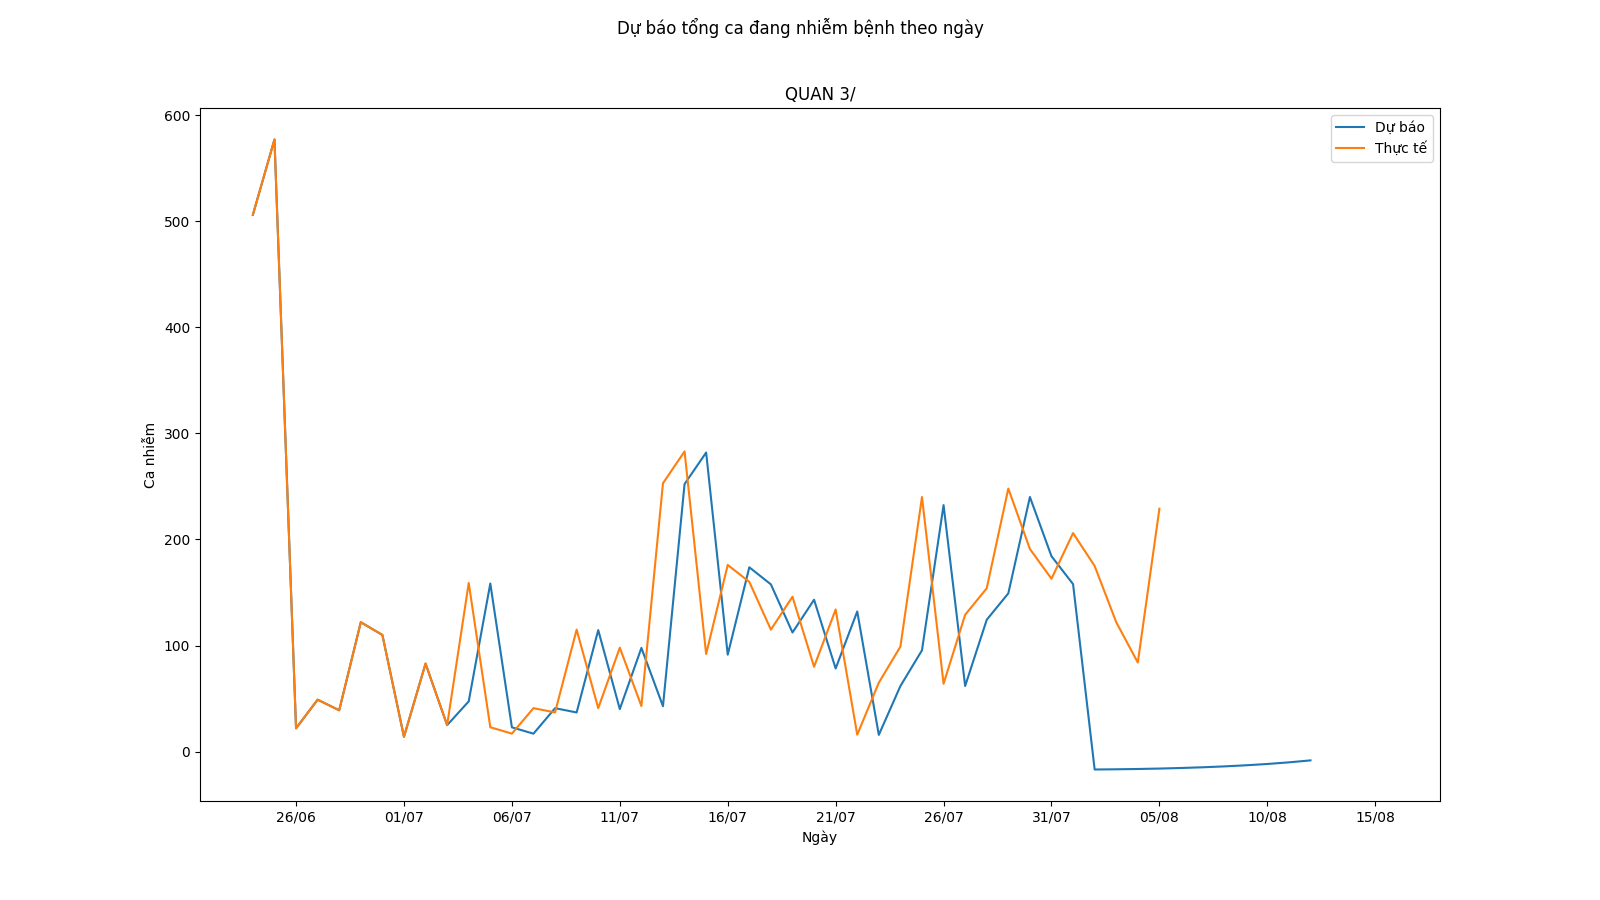 Dự báo tổng ca đang nhiễm bệnh theo ngày
QUAN 3/
Dự báo
Thực tế
600
500
400
300
200
100
0
Ca nhiễm
26/06 01/07 06/07 11/07 16/07 21/07 26/07 31/07 05/08 10/08 15/08
Ngày